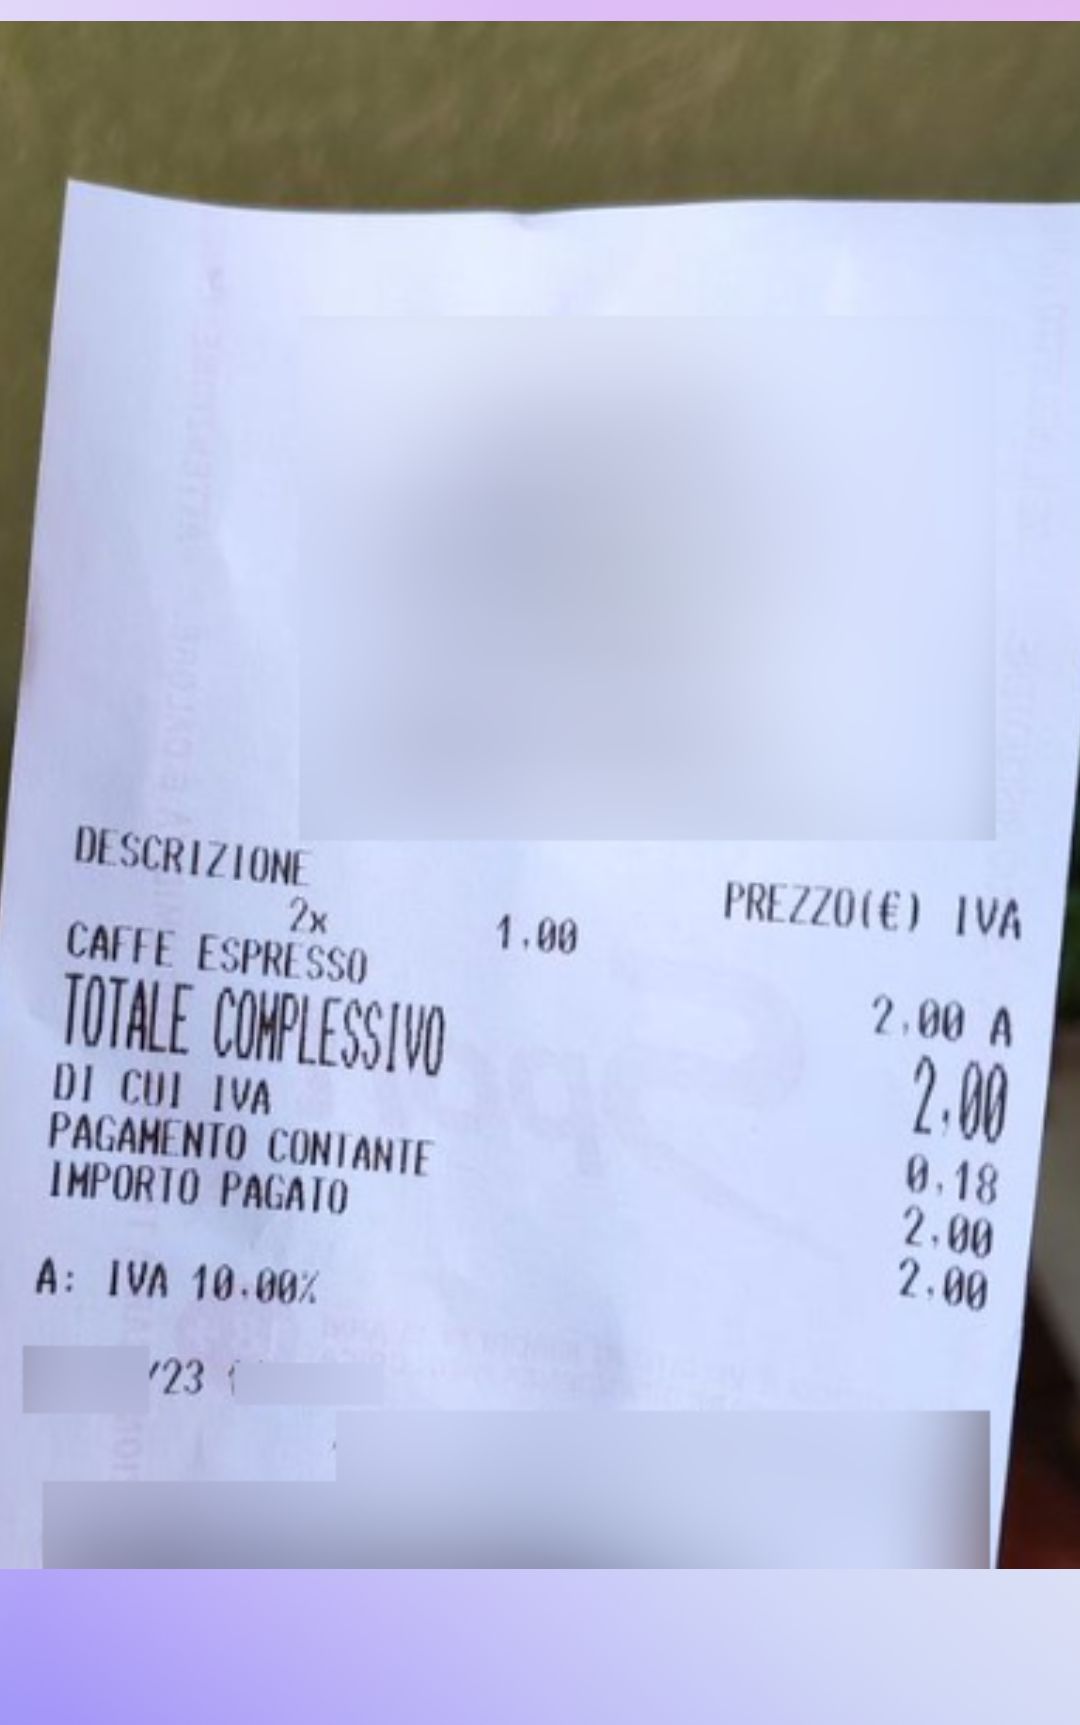 DESCRIZIONE
PREZZO(€) IVA
2x 1.00
CAFFE ESPRESSO 2.00 A
TOTALE COMPLESSIVO 2.00
DI CUI IVA 0.18
PAGAMENTO CONTANTE 2.00
IMPORTO PAGATO 2.00
A: IVA 10.00%
/23